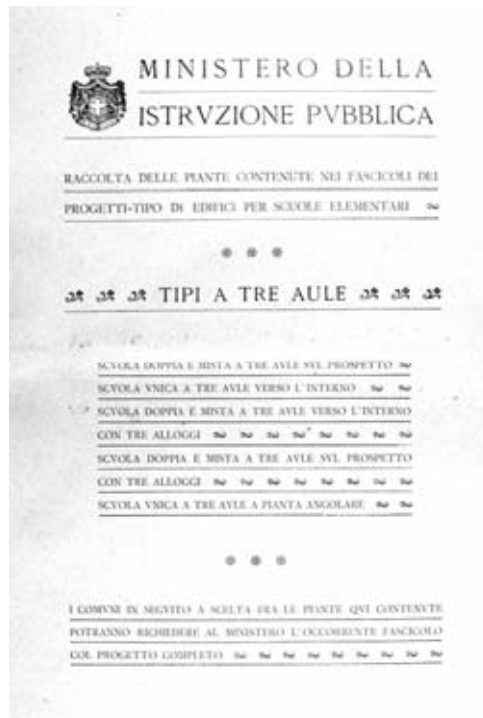 MINISTERO DELLA
ISTRVZIONE PVBBLICA
RACCOLTA DELLE PIANTE CONTENUTE NEI FASCICOLI DEI
PROGETTI-TIPO DI EDIFICI PER SCUOLE ELEMENTARI
TIPI A TRE AULE
SCVOLA DOPPIA E MISTA A TRE AVLE SVL PROSPETTO
SCVOLA VNICA A TRE AVLE VERSO L'INTERNO
SCVOLA DOPPIA E MISTA A TRE AVLE VERSO L'INTERNO
CON TRE ALLOGGI
SCVOLA DOPPIA E MISTA A TRE AVLE SVL PROSPETTO
CON TRE ALLOGGI
SCVOLA VNICA A TRE AVLE A PIANTA ANGOLARE
I COMVNI IN SEGVITO A SCELTA FRA LE PIANTE QVI CONTENVTE
POTRANNO RICHIEDERE AL MINISTERO L'OCCORRENTE FASCICOLO
COL PROGETTO COMPLETO